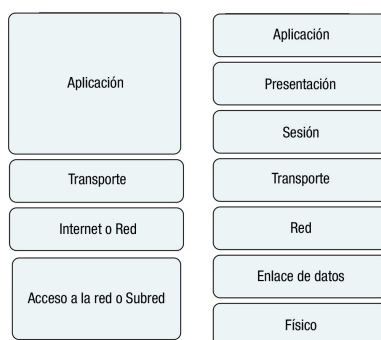 Aplicación
Transporte
Internet o Red
Acceso a la red o Subred
Aplicación
Presentación
Sesión
Transporte
Red
Enlace de datos
Físico